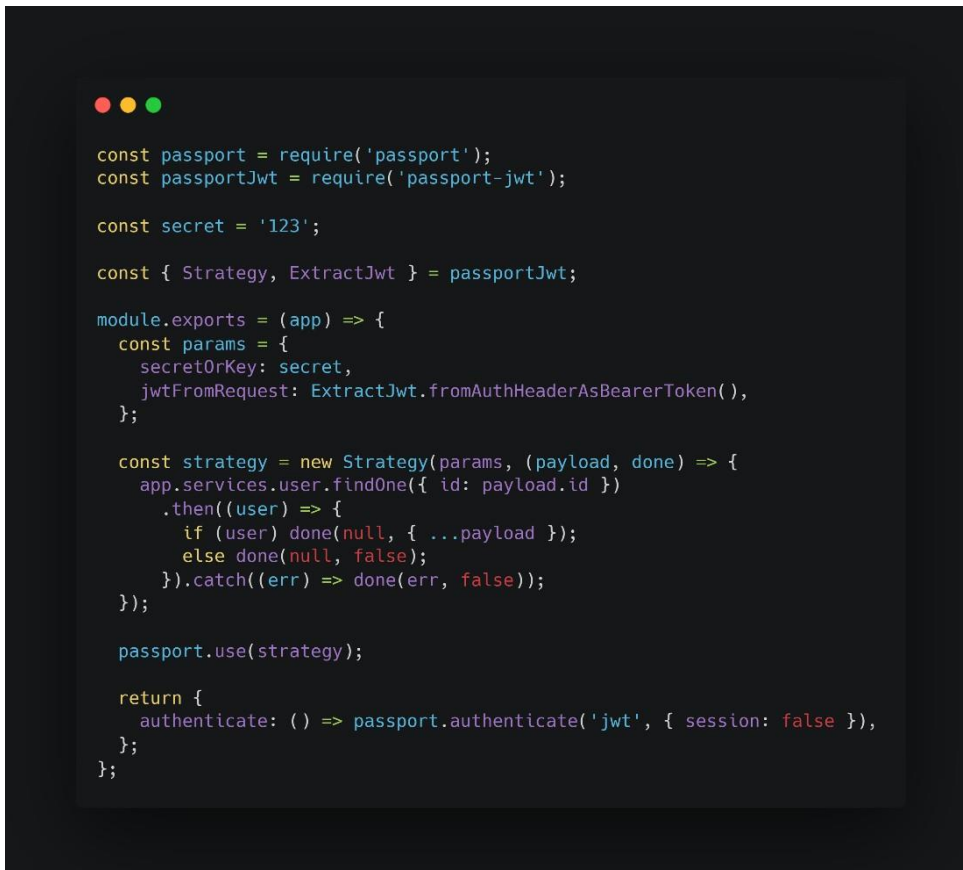 const passport = require('passport');
const passportJwt = require('passport-jwt');

const secret = '123';

const { Strategy, ExtractJwt } = passportJwt;

module.exports = (app) => {
  const params = {
    secretOrKey: secret,
    jwtFromRequest: ExtractJwt.fromAuthHeaderAsBearerToken(),
  };

  const strategy = new Strategy(params, (payload, done) => {
    app.services.user.findOne({ id: payload.id })
      .then((user) => {
        if (user) done(null, { ...payload });
        else done(null, false);
      }).catch((err) => done(err, false));
  });

  passport.use(strategy);

  return {
    authenticate: () => passport.authenticate('jwt', { session: false }),
  };
};